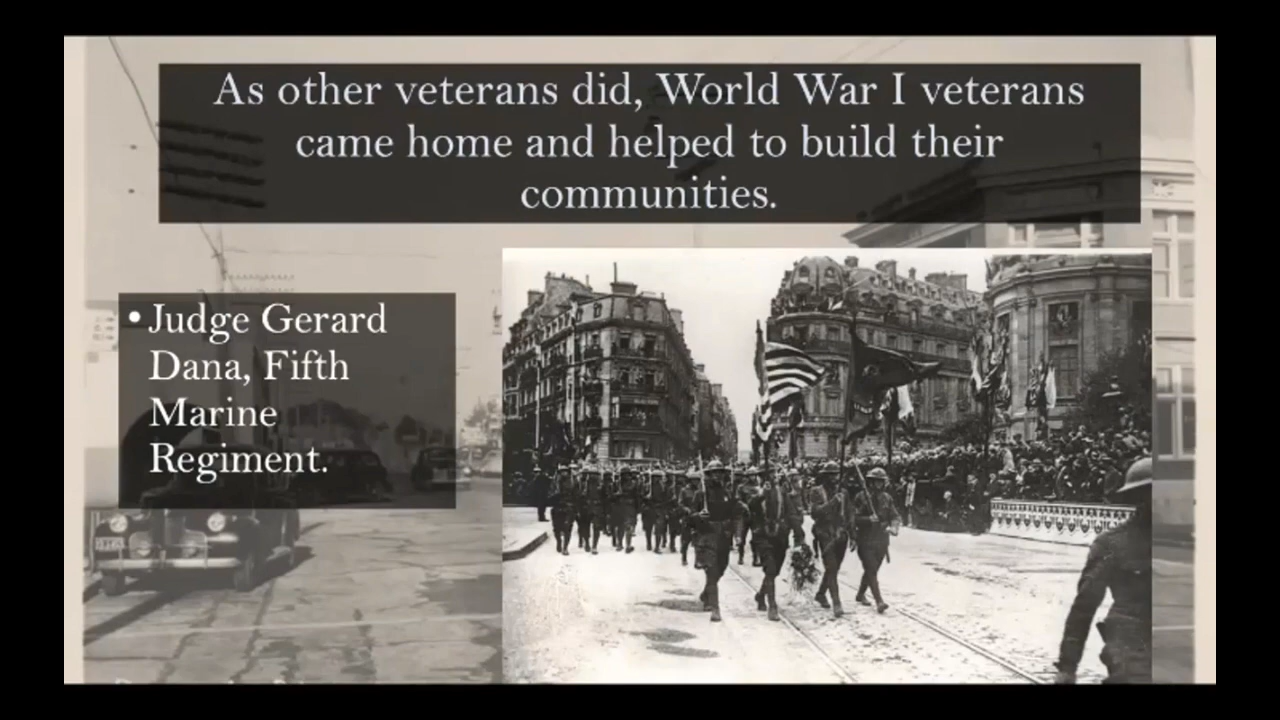 As other veterans did, World War I veterans
came home and helped to build their
communities.
• Judge Gerard
Dana, Fifth
Marine
Regiment.